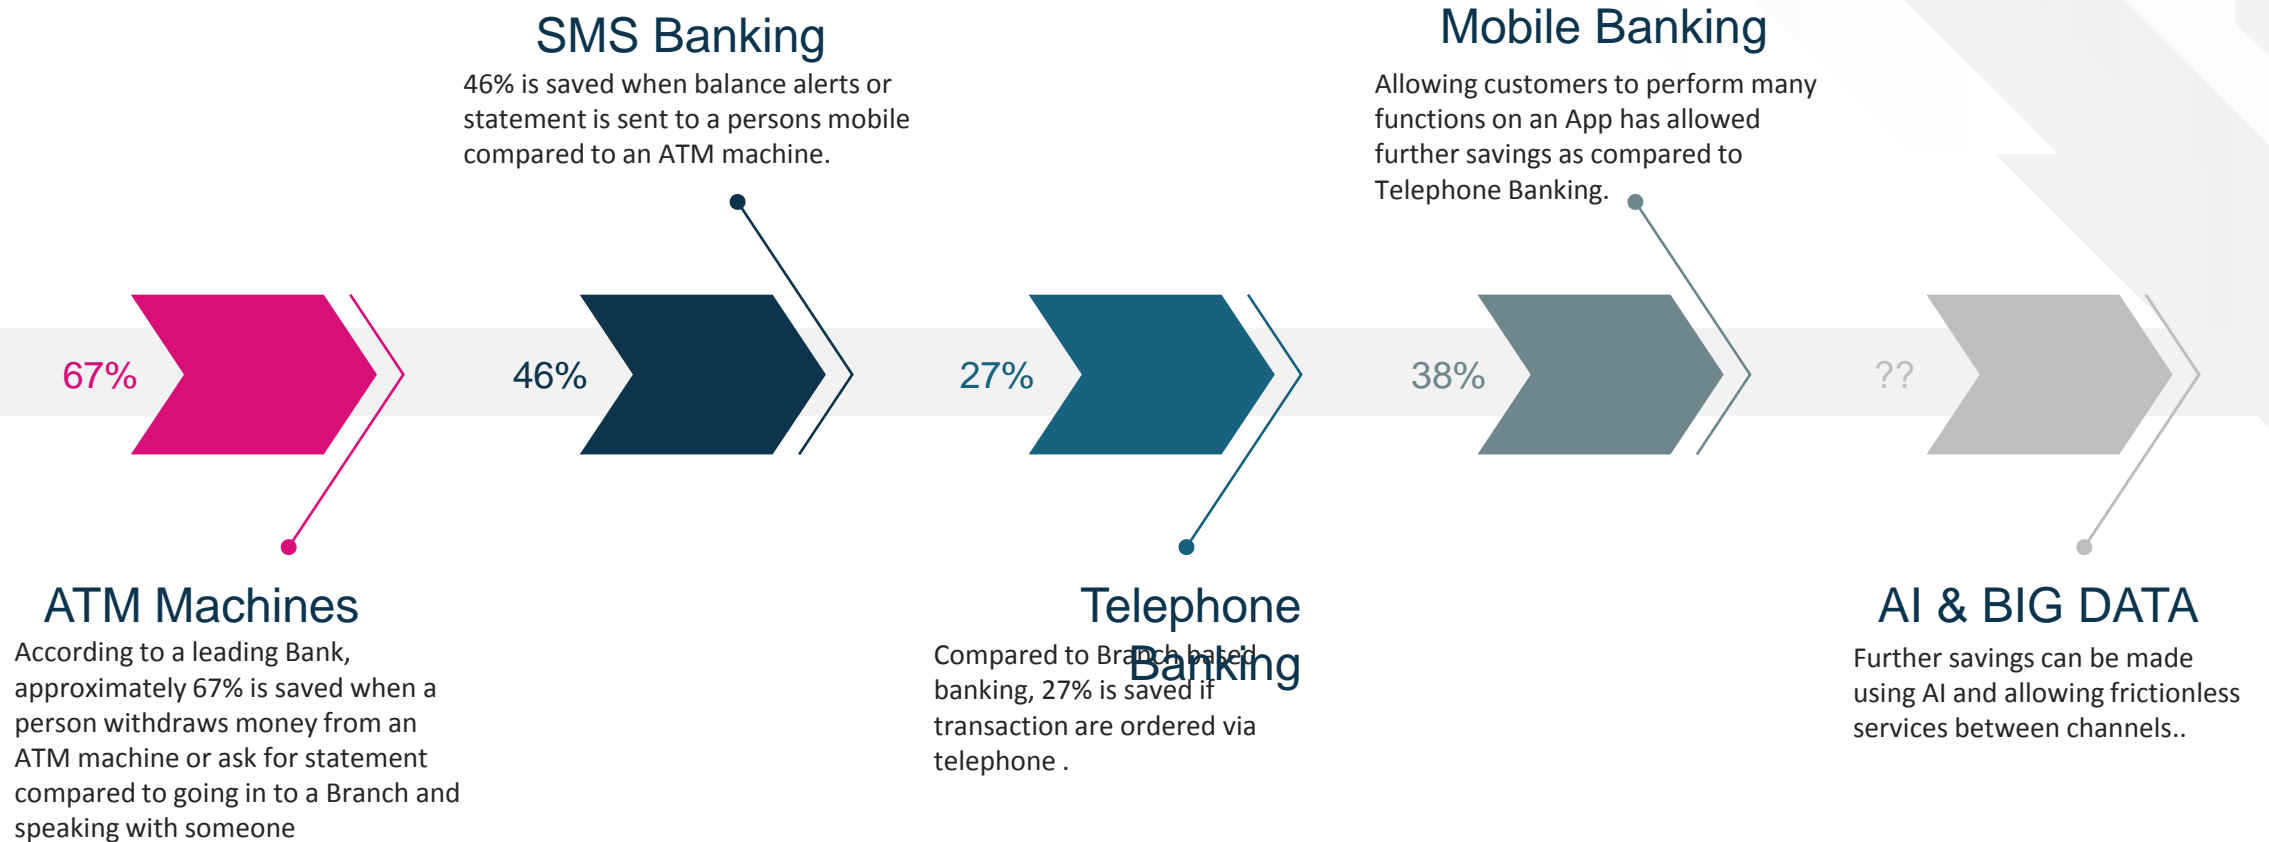 SMS Banking
46% is saved when balance alerts or
statement is sent to a persons mobile
compared to an ATM machine.
Mobile Banking
Allowing customers to perform many
functions on an App has allowed
further savings as compared to
Telephone Banking.
67%
46%
27%
38%
??
ATM Machines
According to a leading Bank,
approximately 67% is saved when a
person withdraws money from an
ATM machine or ask for statement
compared to going in to a Branch and
speaking with someone
Telephone
Banking
Compared to Branch based
banking, 27% is saved if
transaction are ordered via
telephone .
AI & BIG DATA
Further savings can be made
using AI and allowing frictionless
services between channels..